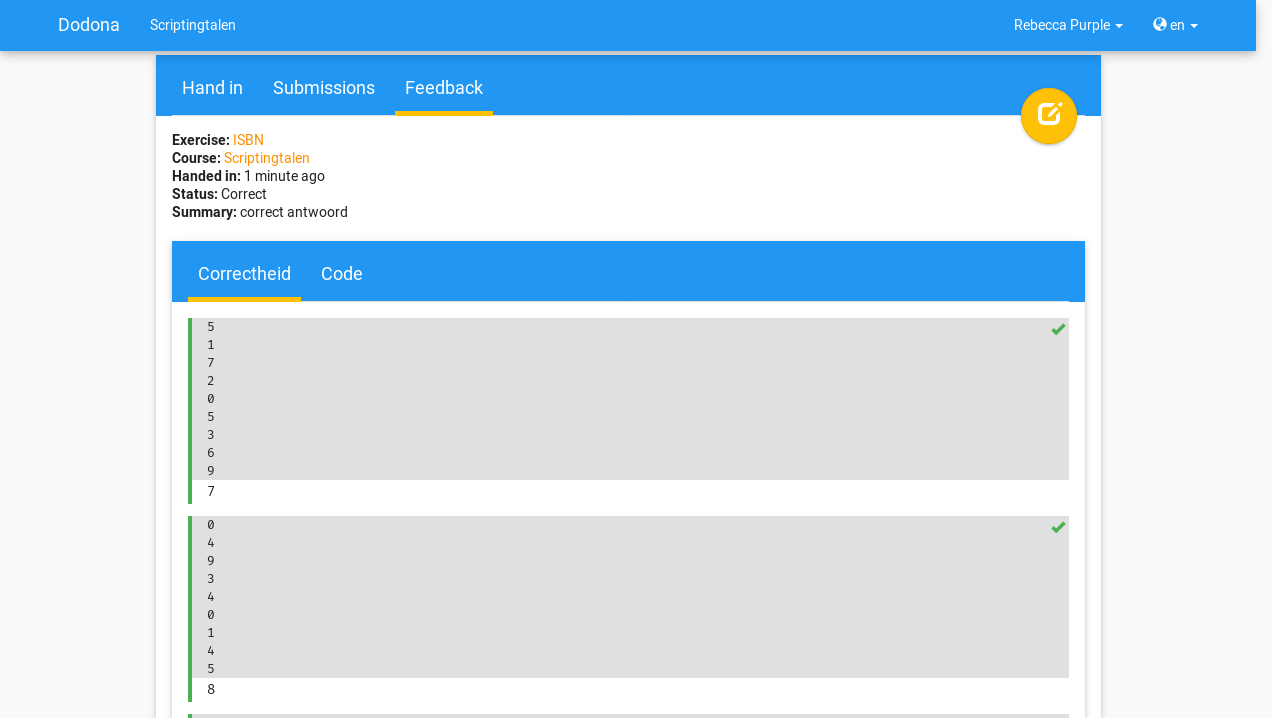 Dodona Scriptingtalen Rebecca Purple en
Hand in Submissions Feedback
Exercise: ISBN
Course: Scriptingtalen
Handed in: 1 minute ago
Status: Correct
Summary: correct antwoord
Correctheid Code
5
1
7
2
0
5
3
6
9
7
0
4
9
3
4
0
1
4
5
8